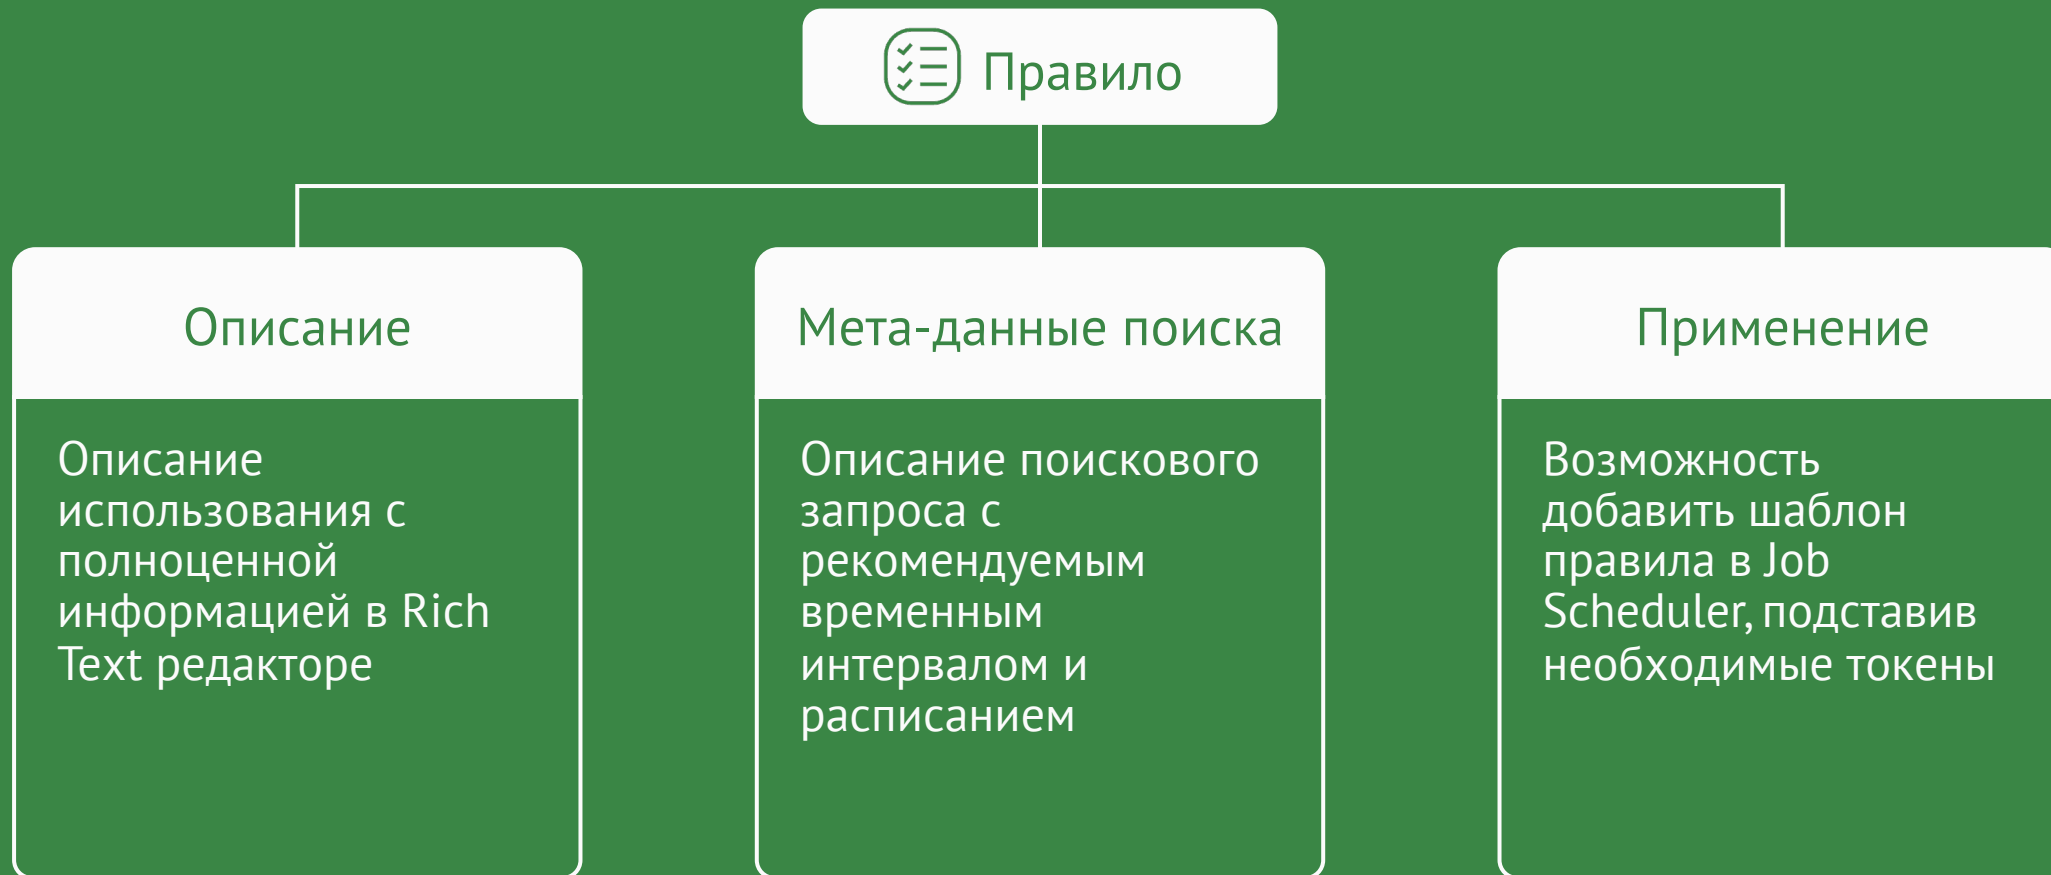 Правило
Описание
Описание
использования с
полноценной
информацией в Rich
Text редакторе
Мета-данные поиска
Описание поискового
запроса с
рекомендуемым
временным
интервалом и
расписанием
Применение
Возможность
добавить шаблон
правила в Job
Scheduler, подставив
необходимые токены